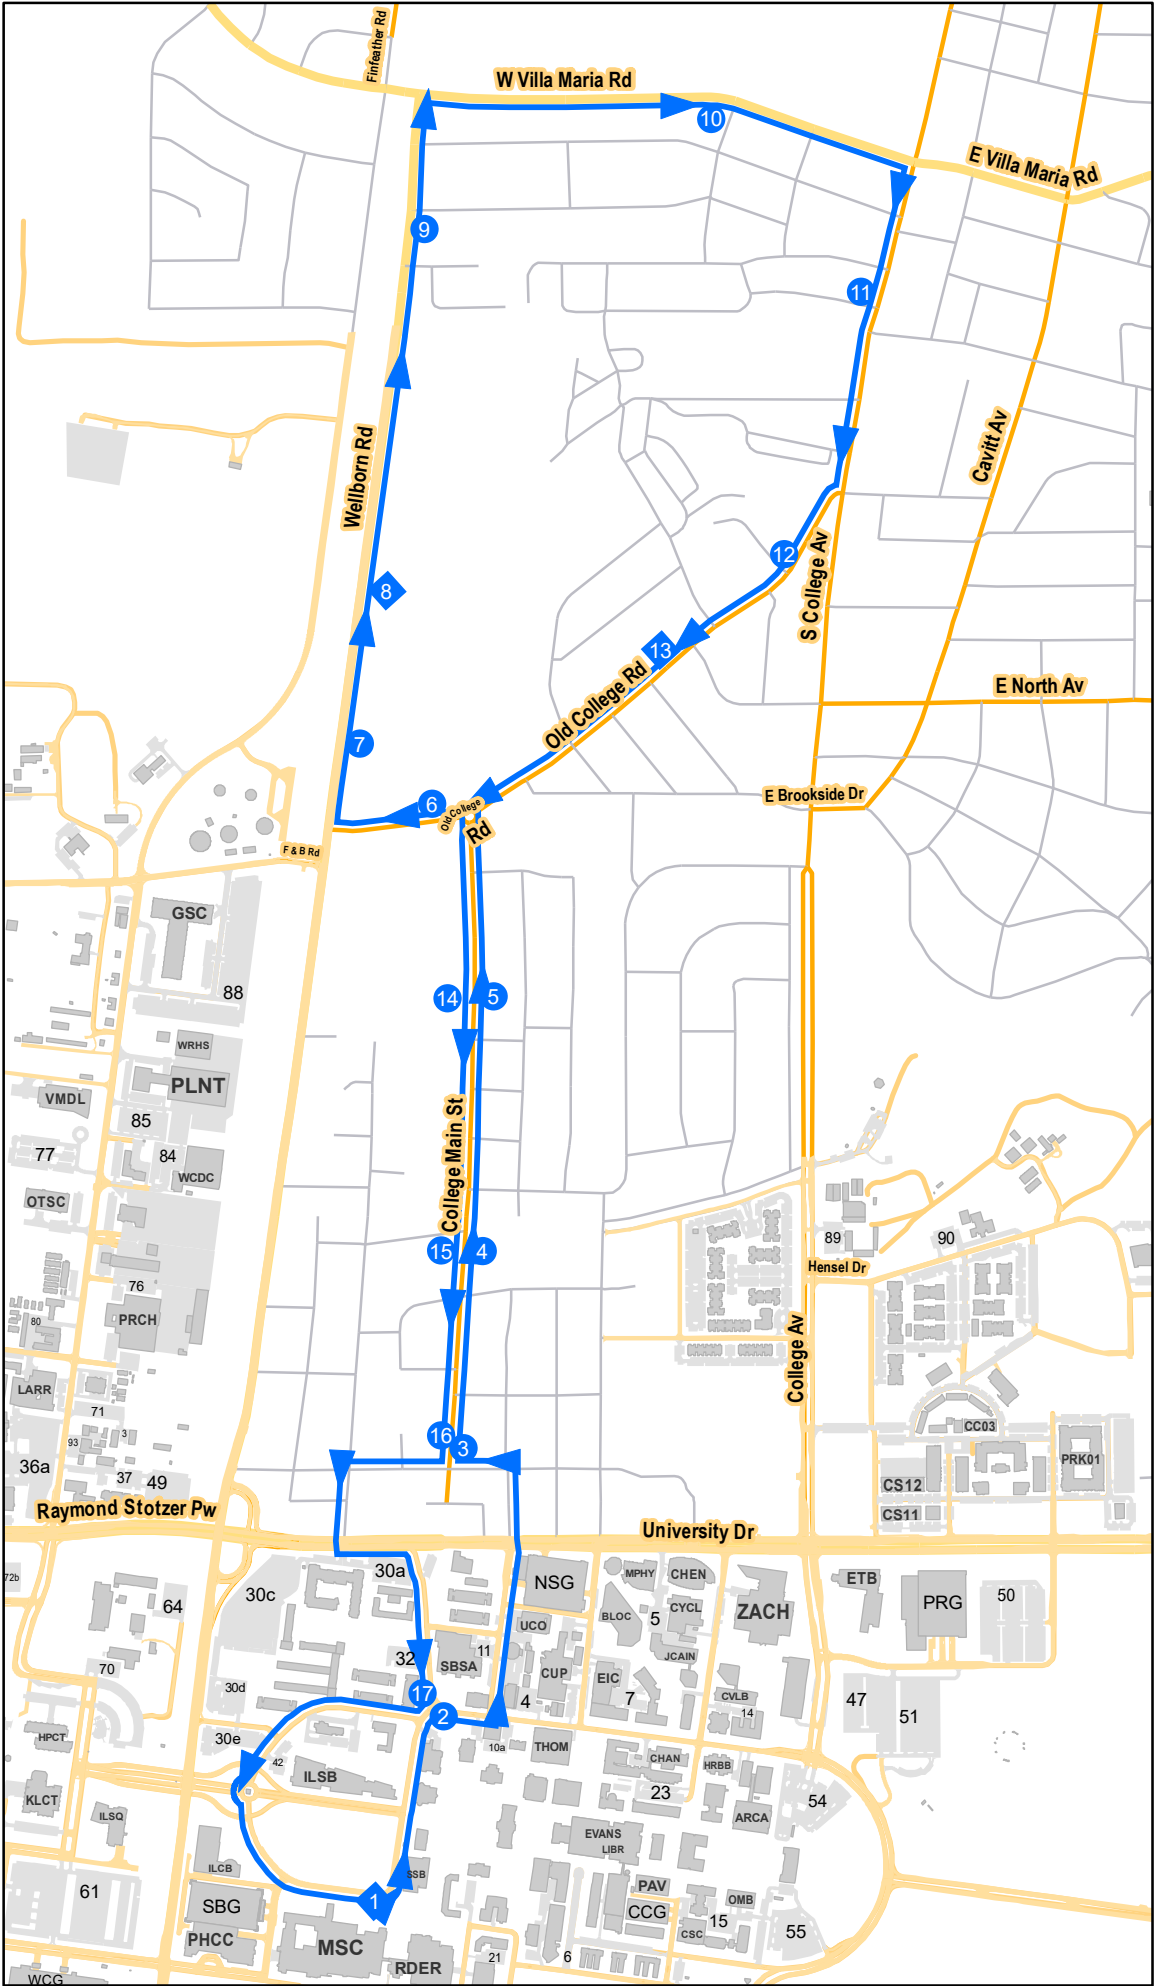 Finfeather Rd
W Villa Maria Rd
10
E Villa Maria Rd
9
11
Wellborn Rd
Cavitt Av
12
S College Av
8
13
Old College Rd
E North Av
7
6
Old College
Rd
E Brookside Dr
F & B Rd
GSC
88
14
5
WRHS
PLNT
VMDL
85
77
84
WCDC
College Main St
OTSC
15
4
89
90
Hensel Dr
76
80
PRCH
College Av
LARR
71
93
3
16
3
CC03
36a
37
49
PRK01
CS12
CS11
Raymond Stotzer Pw
University Dr
72b
30c
30a
NSG
MPHY
CHEN
ETB
64
BLOC
5
CYCL
ZACH
PRG
50
UCO
11
32
SBSA
JCAIN
70
CUP
EIC
30d
17
4
7
CVLB
47
2
14
51
HPCT
30e
10a
THOM
42
CHAN
HRBB
ILSB
23
KLCT
54
ILSQ
ARCA
EVANS
LIBR
ILCB
SSB
61
1
PAV
SBG
OMB
CCG
15
PHCC
MSC
CSC
55
21
6
RDER
WCG